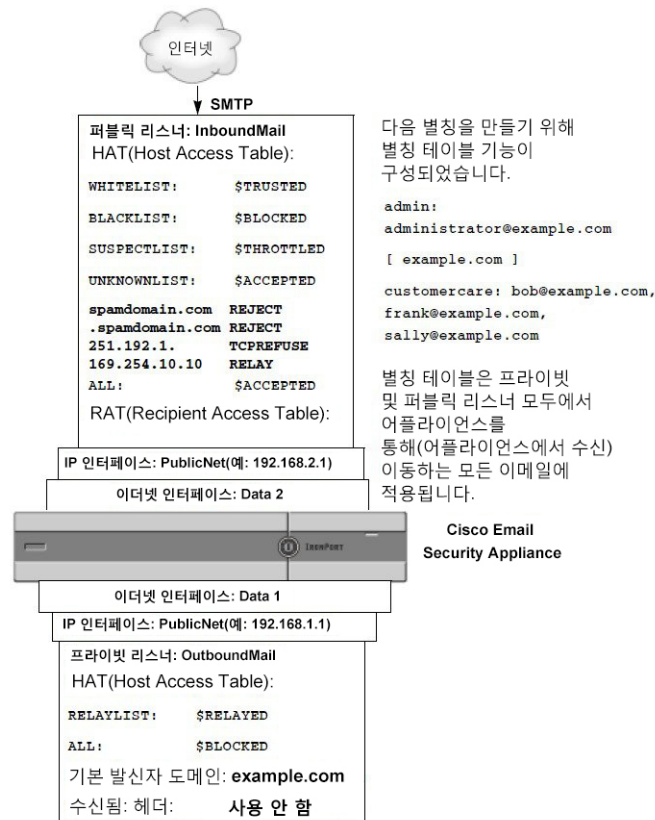 인터넷
SMTP
퍼블릭 리스너: InboundMail
HAT(Host Access Table):
WHITELIST: $TRUSTED
BLACKLIST: $BLOCKED
SUSPECTLIST: $THROTTLED
UNKNOWNLIST: $ACCEPTED
spamdomain.com REJECT
.spamdomain.com REJECT
251.192.1. TCPREFUSE
169.254.10.10 RELAY
ALL: $ACCEPTED
RAT(Recipient Access Table):
다음 별칭을 만들기 위해
별칭 테이블 기능이
구성되었습니다.
admin:
administrator@example.com
[ example.com ]
customercare: bob@example.com,
frank@example.com,
sally@example.com
별칭 테이블은 프라이빗
및 퍼블릭 리스너 모두에서
어플라이언스를
통해(어플라이언스에서 수신)
이동하는 모든 이메일에
적용됩니다.
IP 인터페이스: PublicNet(예: 192.168.2.1)
이더넷 인터페이스: Data 2
IRONPORT
Cisco Email
Security Appliance
이더넷 인터페이스: Data 1
IP 인터페이스: PublicNet(예: 192.168.1.1)
프라이빗 리스너: OutboundMail
HAT(Host Access Table):
RELAYLIST: $RELAYED
ALL: $BLOCKED
기본 발신자 도메인: example.com
수신됨: 헤더: 사용 안 함